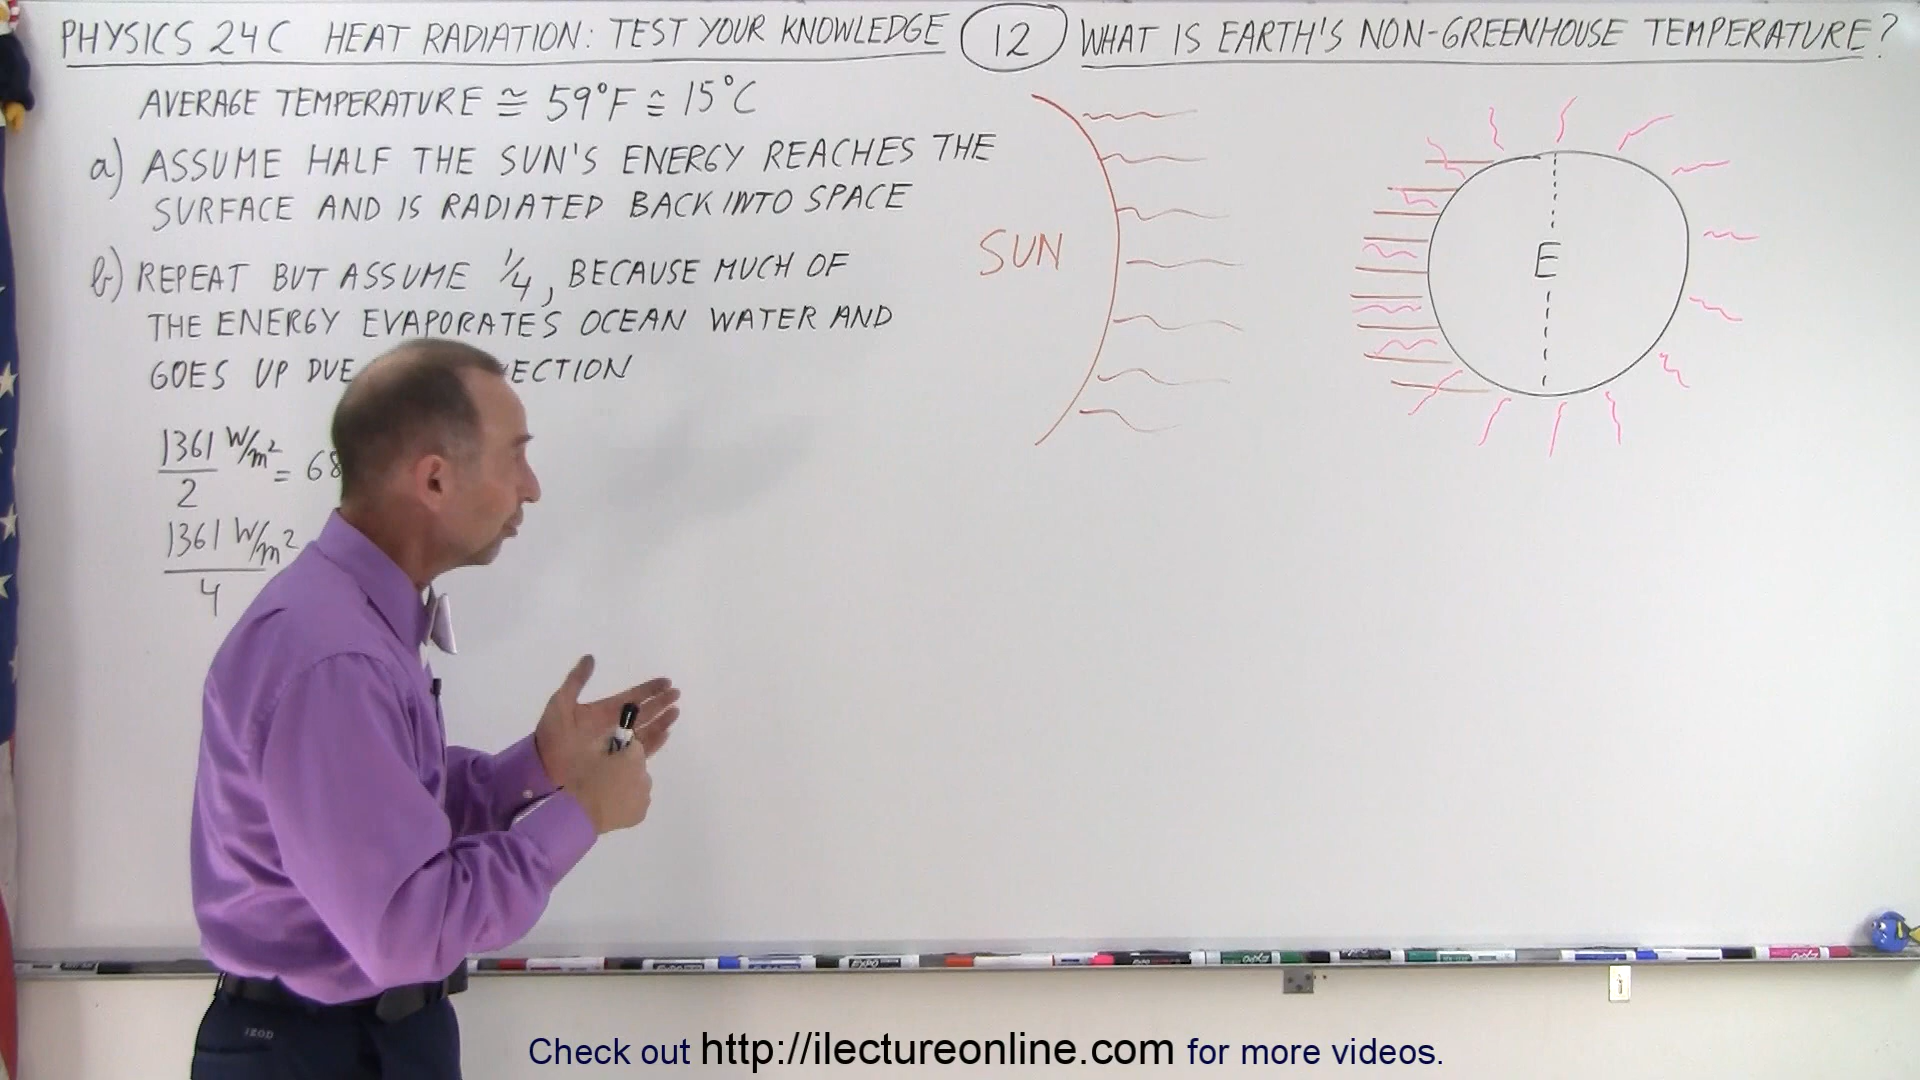 PHYSICS 24C HEAT RADIATION: TEST YOUR KNOWLEDGE 12 WHAT IS EARTH'S NON-GREENHOUSE TEMPERATURE?
AVERAGE TEMPERATURE ≅ 59°F ≅ 15°C
a) ASSUME HALF THE SUN'S ENERGY REACHES THE
SURFACE AND IS RADIATED BACK INTO SPACE
b) REPEAT BUT ASSUME 1/4, BECAUSE MUCH OF
THE ENERGY EVAPORATES OCEAN WATER AND
GOES UP DUE
1361 W/m²
2
=
1361 W/m²
4
SUN
E
IZOD
EXPO
Check out http://ilectureonline.com for more videos.